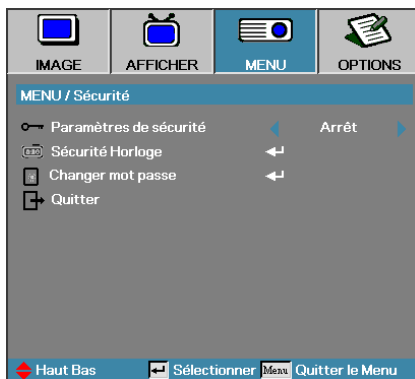 IMAGE AFFICHER MENU OPTIONS
MENU / Sécurité
Paramètres de sécurité Arrêt
Sécurité Horloge
Changer mot passe
Quitter
Haut Bas Sélectionner Menu Quitter le Menu